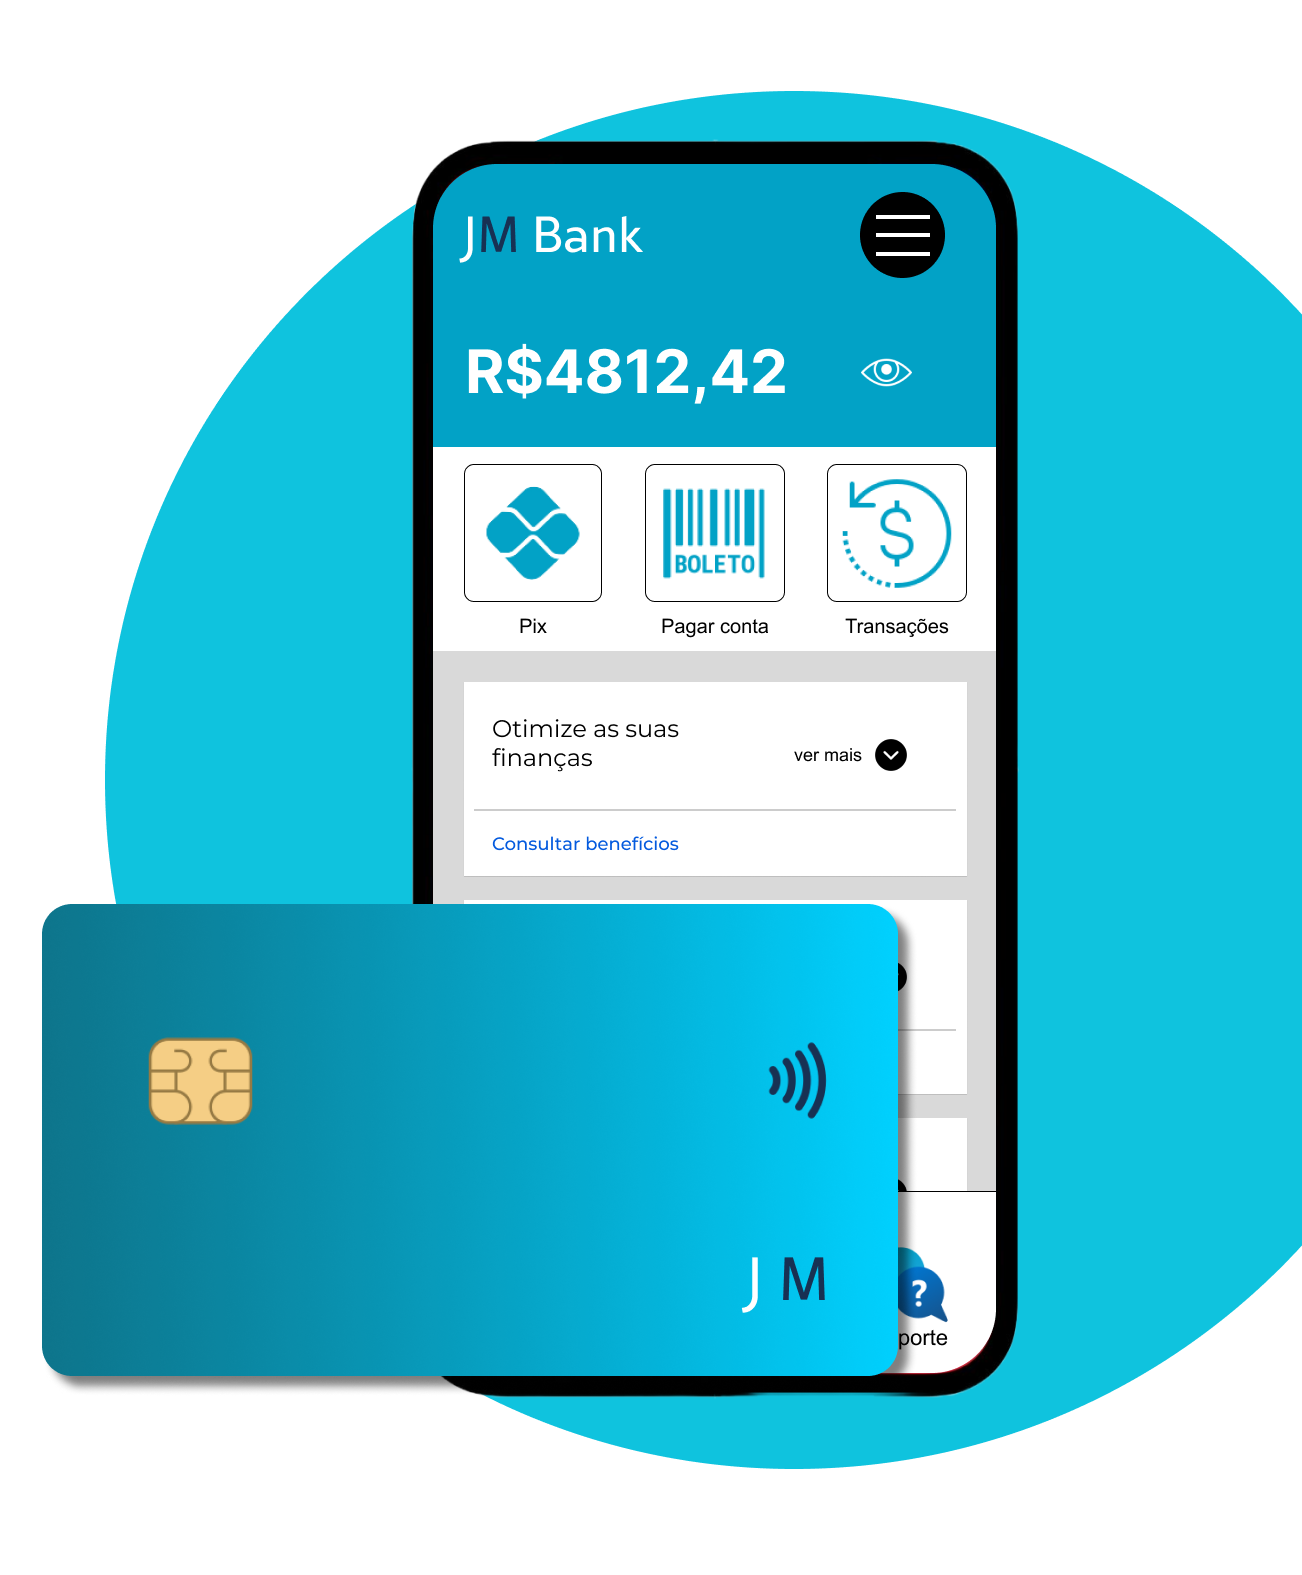 JM Bank
R$4812,42
BOLETO
Pix
Pagar conta
Transações
Otimize as suas
finanças
ver mais
Consultar benefícios
J M
?
porte